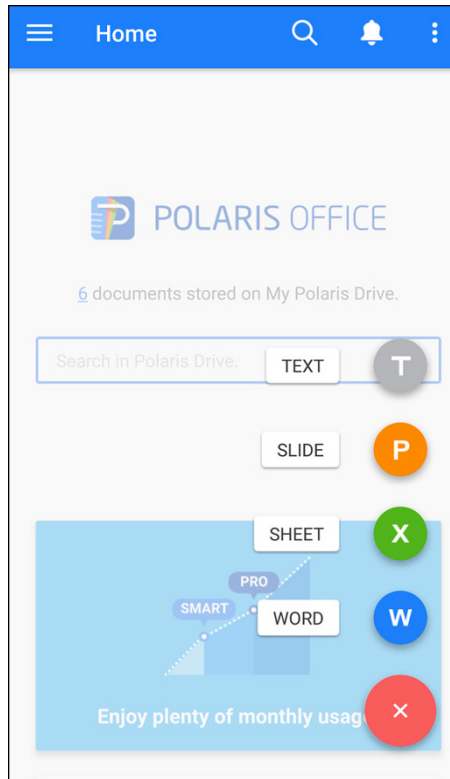 Home
POLARIS OFFICE
6 documents stored on My Polaris Drive.
Search in Polaris Drive.
TEXT
T
SLIDE
P
SHEET
X
PRO
SMART
WORD
W
Enjoy plenty of monthly usag